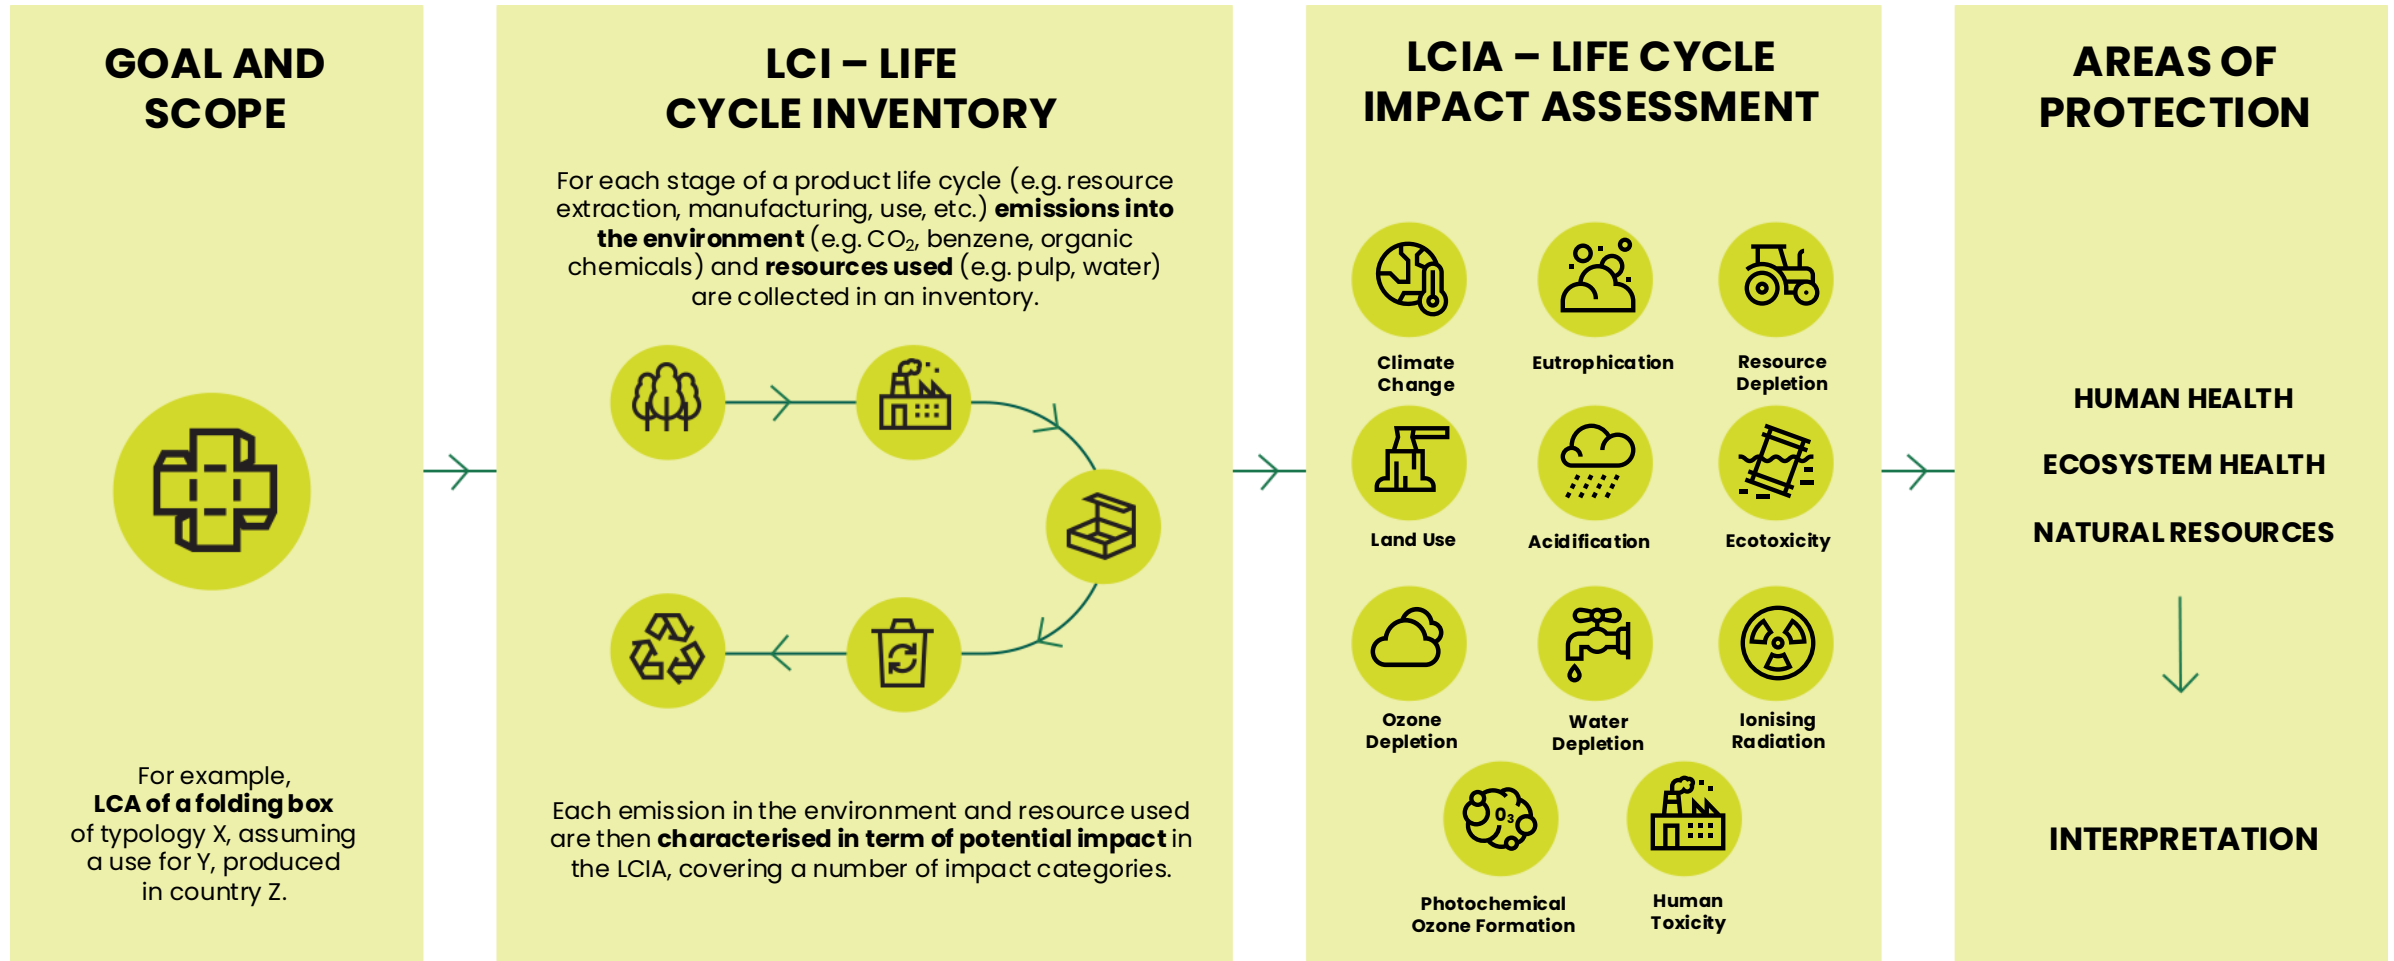 GOAL AND
SCOPE
For example,
LCA of a folding box
of typology X, assuming
a use for Y, produced
in country Z.
LCI – LIFE
CYCLE INVENTORY
For each stage of a product life cycle (e.g. resource
extraction, manufacturing, use, etc.) emissions into
the environment (e.g. CO₂, benzene, organic
chemicals) and resources used (e.g. pulp, water)
are collected in an inventory.
Each emission in the environment and resource used
are then characterised in term of potential impact in
the LCIA, covering a number of impact categories.
LCIA – LIFE CYCLE
IMPACT ASSESSMENT
Climate
Change
Eutrophication
Resource
Depletion
Land Use
Acidification
Ecotoxicity
Ozone
Depletion
Water
Depletion
Ionising
Radiation
O₃
Photochemical
Ozone Formation
Human
Toxicity
AREAS OF
PROTECTION
HUMAN HEALTH
ECOSYSTEM HEALTH
NATURAL RESOURCES
INTERPRETATION